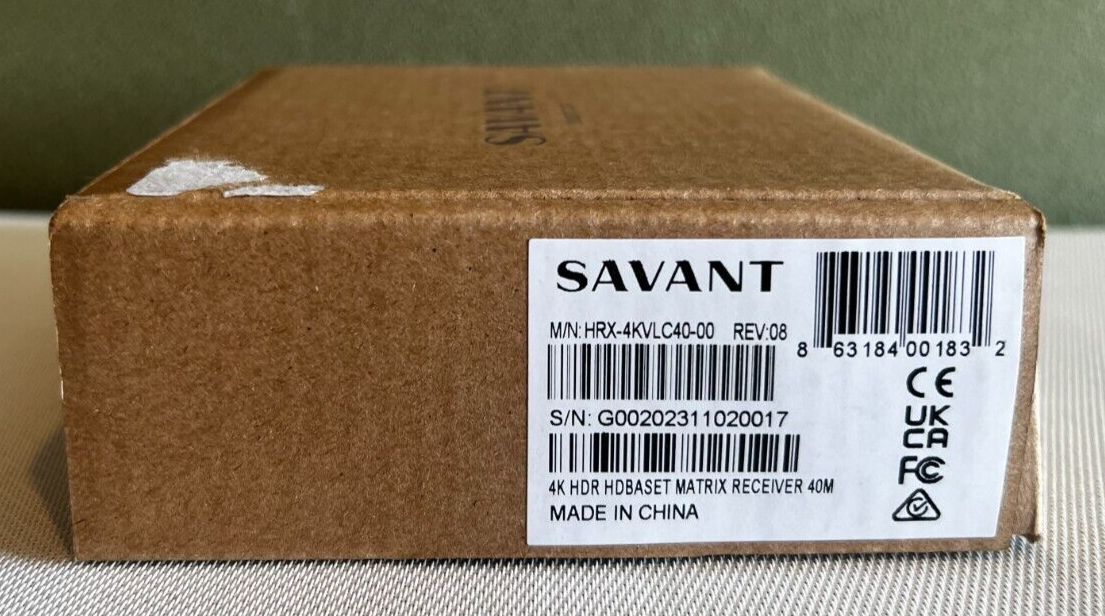 SAVANT
SAVANT
M/N: HRX-4KVLC40-00 REV:08
8 63184 00183 2
S/N: G00202311020017
4K HDR HDBASET MATRIX RECEIVER 40M
MADE IN CHINA
CE
UK
CA
FC